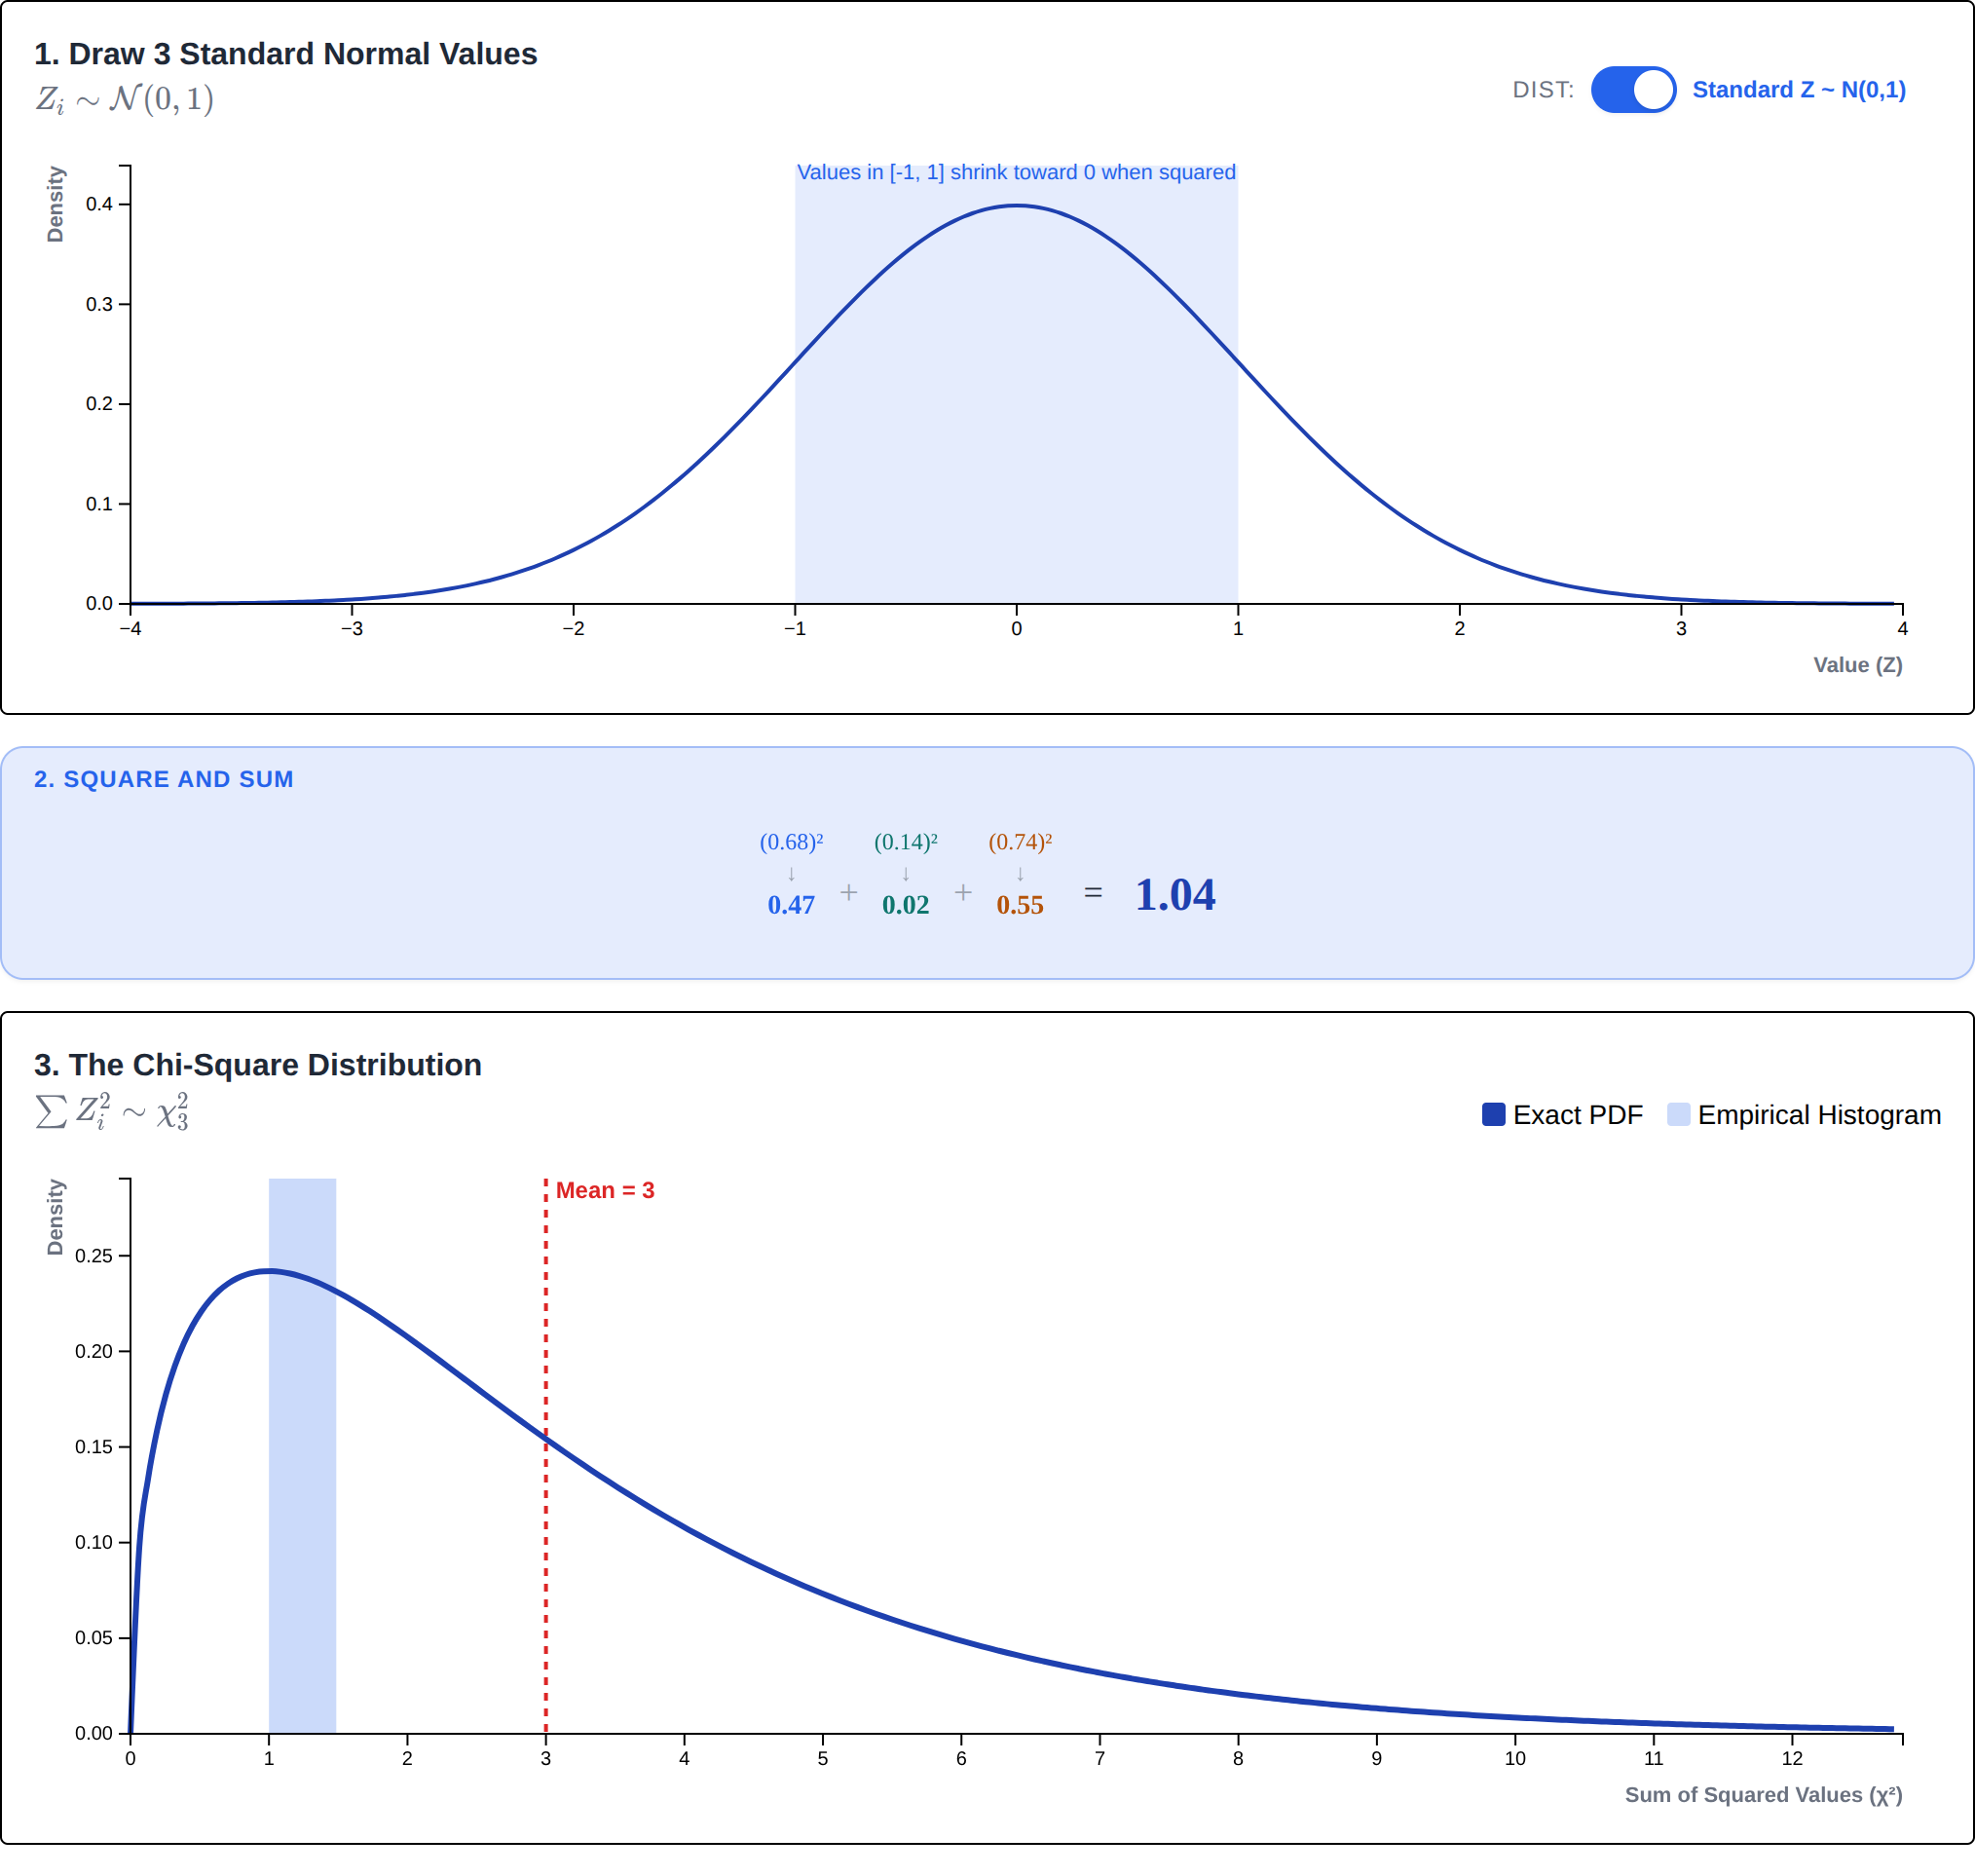 1. Draw 3 Standard Normal Values
Z_i ∼ 𝒩(0, 1)
DIST: Standard Z ~ N(0,1)
Density
Values in [-1, 1] shrink toward 0 when squared
0.4
0.3
0.2
0.1
0.0
−4 −3 −2 −1 0 1 2 3 4
Value (Z)
2. SQUARE AND SUM
(0.68)² (0.14)² (0.74)²
↓ ↓ ↓
0.47 + 0.02 + 0.55 = 1.04
3. The Chi-Square Distribution
∑ Z_i^2 ∼ χ_3^2
Exact PDF Empirical Histogram
Density
Mean = 3
0.25
0.20
0.15
0.10
0.05
0.00
0 1 2 3 4 5 6 7 8 9 10 11 12
Sum of Squared Values (χ²)